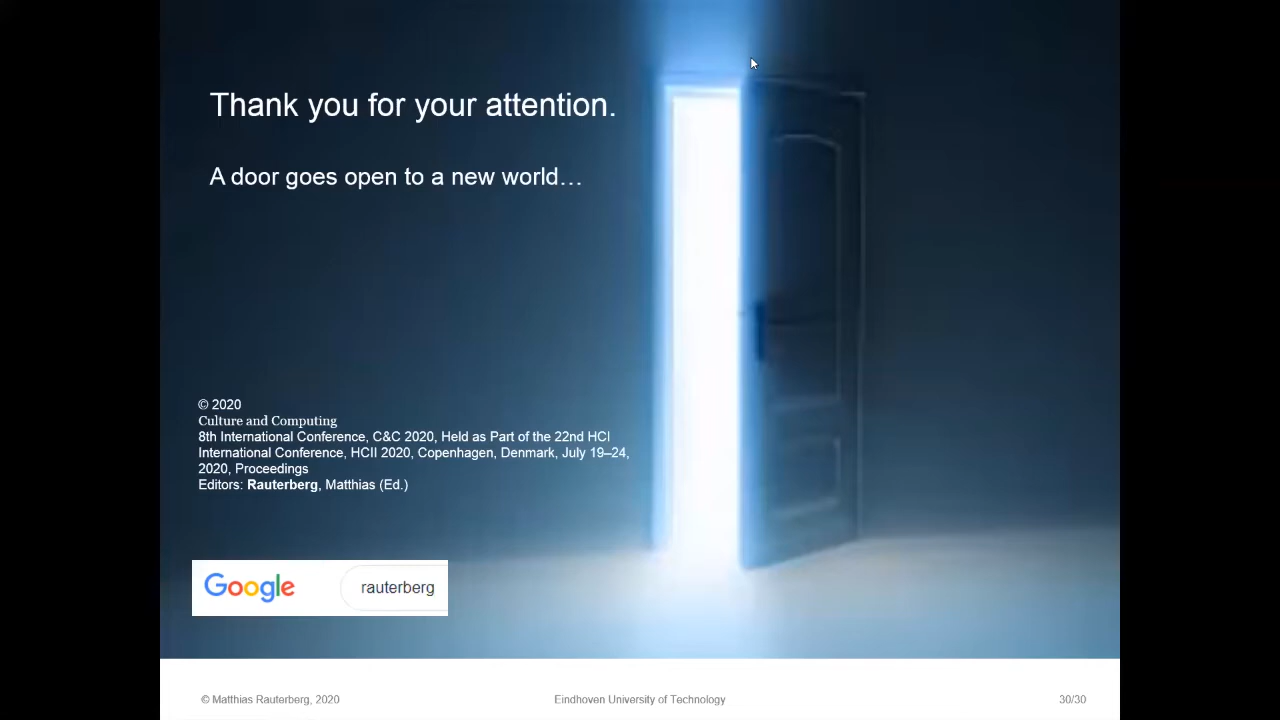 Thank you for your attention.
A door goes open to a new world…
© 2020
Culture and Computing
8th International Conference, C&C 2020, Held as Part of the 22nd HCI
International Conference, HCII 2020, Copenhagen, Denmark, July 19–24,
2020, Proceedings
Editors: Rauterberg, Matthias (Ed.)
Google rauterberg
© Matthias Rauterberg, 2020 Eindhoven University of Technology 30/30